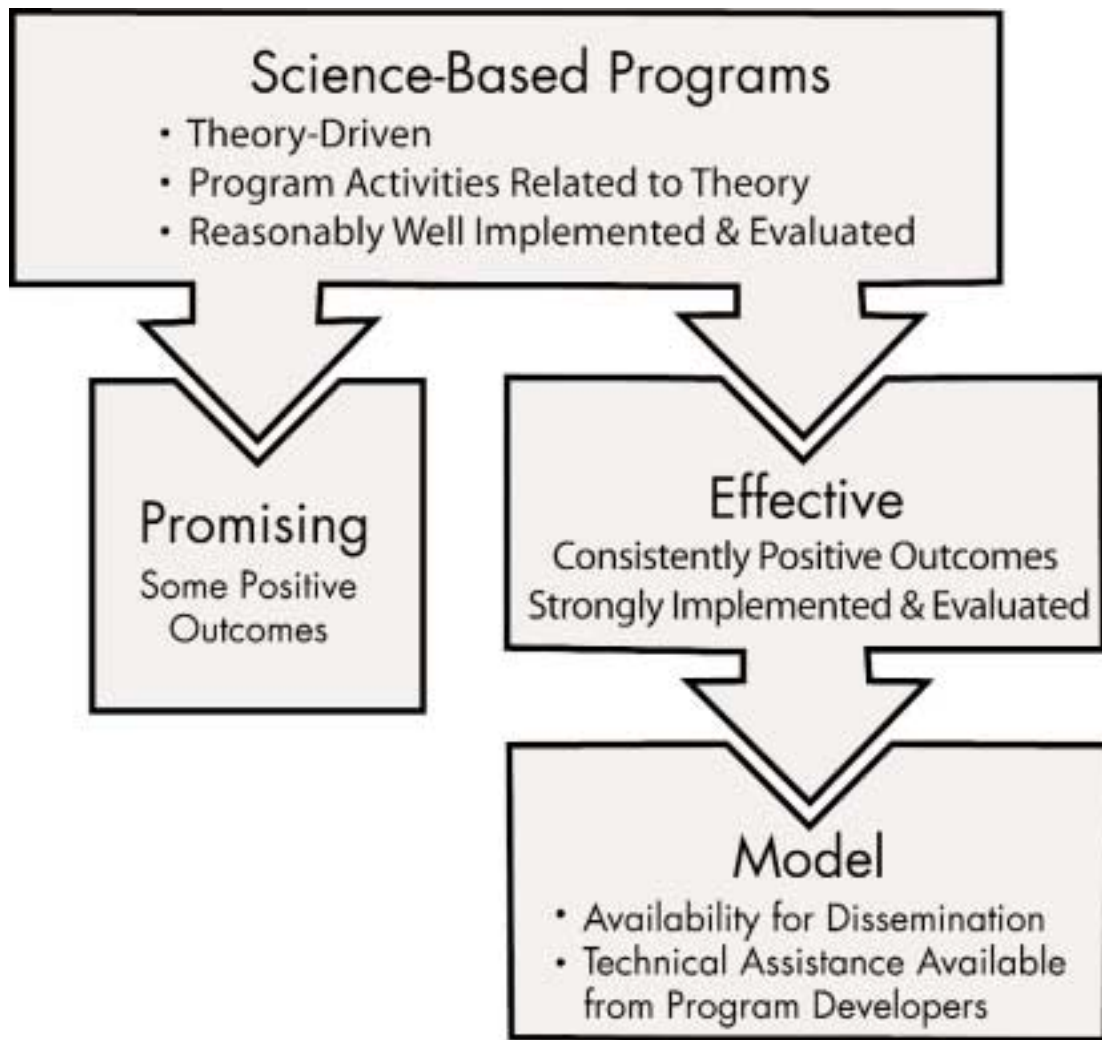 Science-Based Programs
• Theory-Driven
• Program Activities Related to Theory
• Reasonably Well Implemented & Evaluated
Promising
Some Positive
Outcomes
Effective
Consistently Positive Outcomes
Strongly Implemented & Evaluated
Model
• Availability for Dissemination
• Technical Assistance Available
from Program Developers